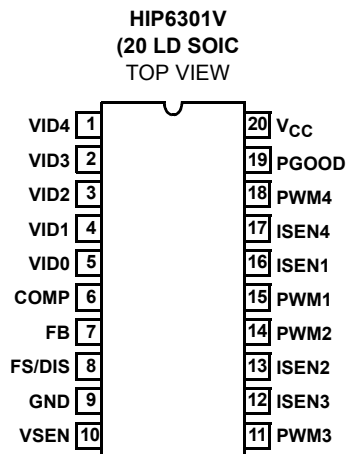 HIP6301V
(20 LD SOIC
TOP VIEW
VID4 1 20 VCC
VID3 2 19 PGOOD
VID2 3 18 PWM4
VID1 4 17 ISEN4
VID0 5 16 ISEN1
COMP 6 15 PWM1
FB 7 14 PWM2
FS/DIS 8 13 ISEN2
GND 9 12 ISEN3
VSEN 10 11 PWM3